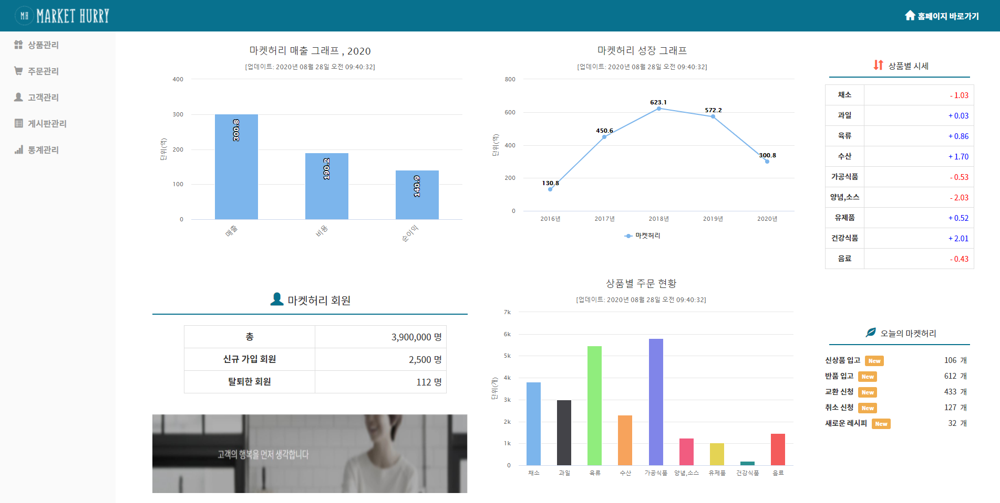 MH MARKET HURRY
홈페이지 바로가기
상품관리
주문관리
고객관리
게시판관리
통계관리
마켓허리 매출 그래프 , 2020
[업데이트: 2020년 08월 28일 오전 09:40:32]
400
300
200
100
0
단위(억)
300.8
190.2
140.9
매출
비용
순이익
마켓허리 성장 그래프
[업데이트: 2020년 08월 28일 오전 09:40:32]
800
600
400
200
0
단위(억)
130.8
450.6
623.1
572.2
300.8
2016년 2017년 2018년 2019년 2020년
마켓허리
상품별 시세
채소 - 1.03
과일 + 0.03
육류 + 0.86
수산 + 1.70
가공식품 - 0.53
양념,소스 - 2.03
유제품 + 0.52
건강식품 + 2.01
음료 - 0.43
마켓허리 회원
총 3,900,000 명
신규 가입 회원 2,500 명
탈퇴한 회원 112 명
고객의 행복을 먼저 생각합니다
상품별 주문 현황
[업데이트: 2020년 08월 28일 오전 09:40:32]
7k
6k
5k
4k
3k
2k
1k
0
단위(개)
채소 과일 육류 수산 가공식품 양념,소스 유제품 건강식품 음료
오늘의 마켓허리
신상품 입고 New 106 개
반품 입고 New 612 개
교환 신청 New 433 개
취소 신청 New 127 개
새로운 레시피 New 32 개